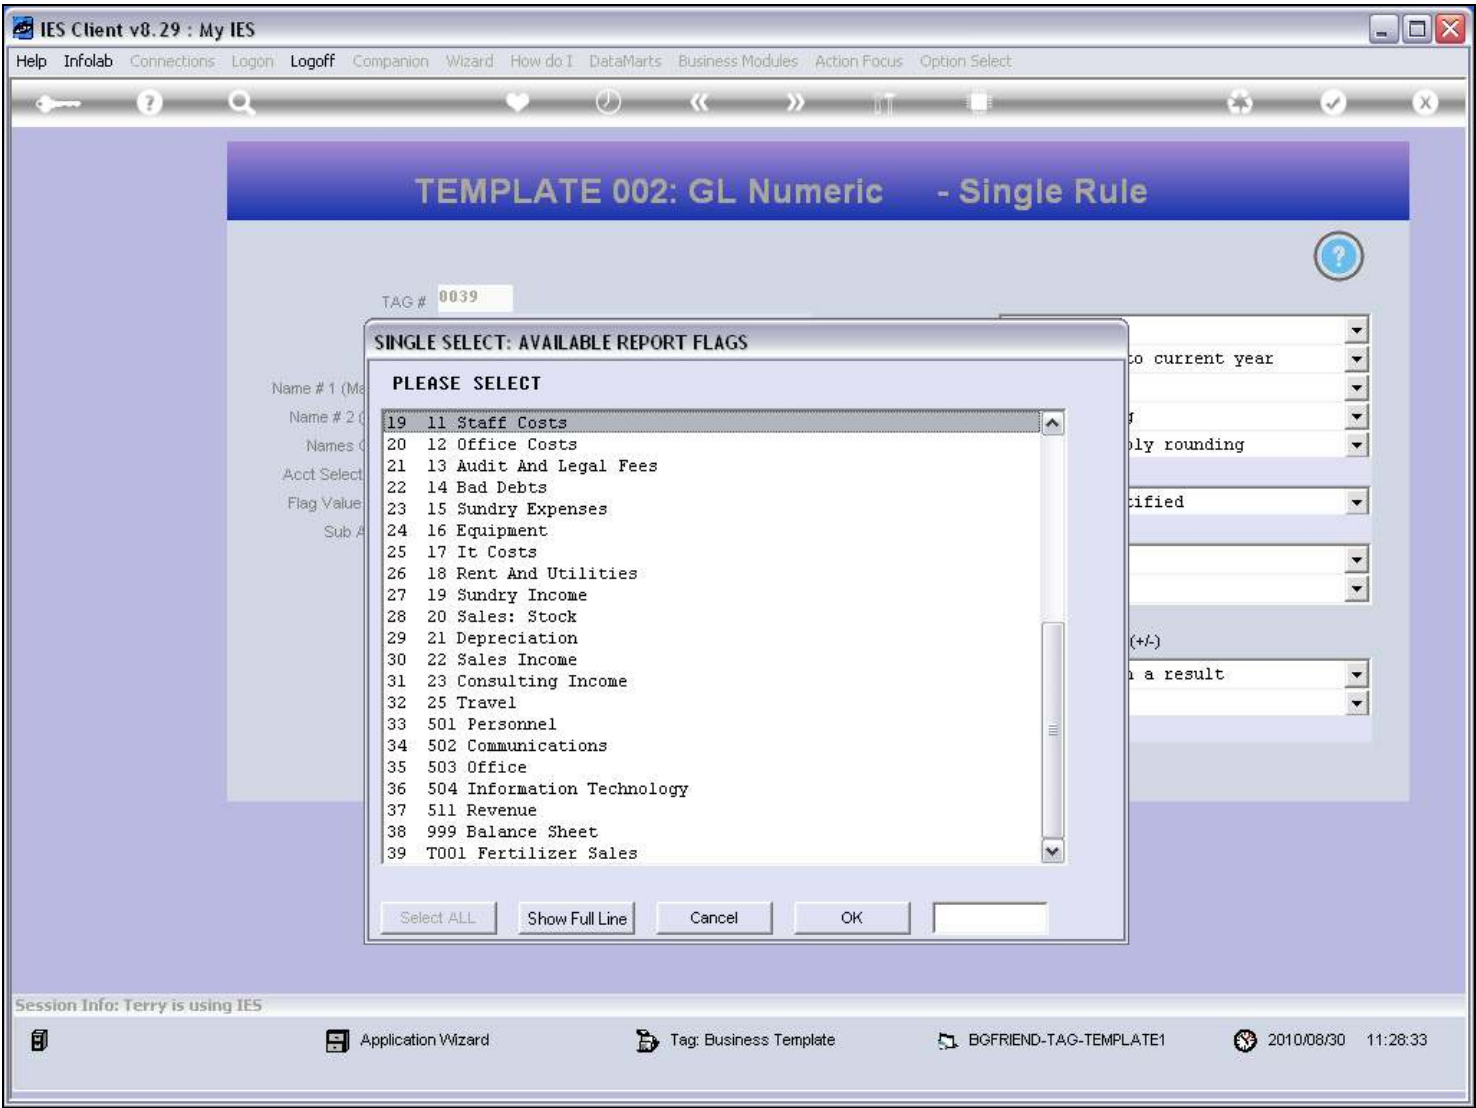 IES Client v8.29 : My IES
Help Infolab Connections Logon Logoff Companion Wizard How do I DataMarts Business Modules Action Focus Option Select
TEMPLATE 002: GL Numeric - Single Rule
TAG # 0039
SINGLE SELECT: AVAILABLE REPORT FLAGS
to current year
PLEASE SELECT
Name # 1 (Ma
Name # 2 (
Names
Acct Select
Flag Value
Sub A
19 11 Staff Costs
20 12 Office Costs
21 13 Audit And Legal Fees
22 14 Bad Debts
23 15 Sundry Expenses
24 16 Equipment
25 17 It Costs
26 18 Rent And Utilities
27 19 Sundry Income
28 20 Sales: Stock
29 21 Depreciation
30 22 Sales Income
31 23 Consulting Income
32 25 Travel
33 501 Personnel
34 502 Communications
35 503 Office
36 504 Information Technology
37 511 Revenue
38 999 Balance Sheet
39 T001 Fertilizer Sales
ply rounding
tified
(+/-)
a result
Select ALL Show Full Line Cancel OK
Session Info: Terry is using IES
Application Wizard Tag: Business Template BGFRIEND-TAG-TEMPLATE1 2010/08/30 11:28:33